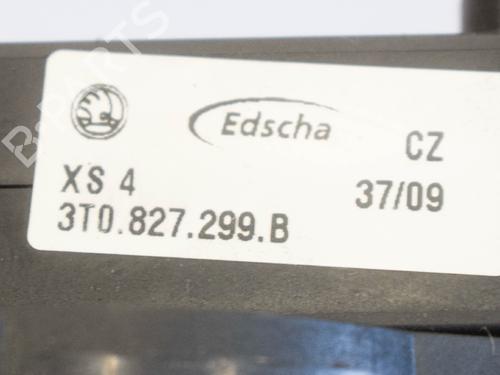 Edscha
CZ
XS 4
37/09
3T0.827.299.B
B-PARTS